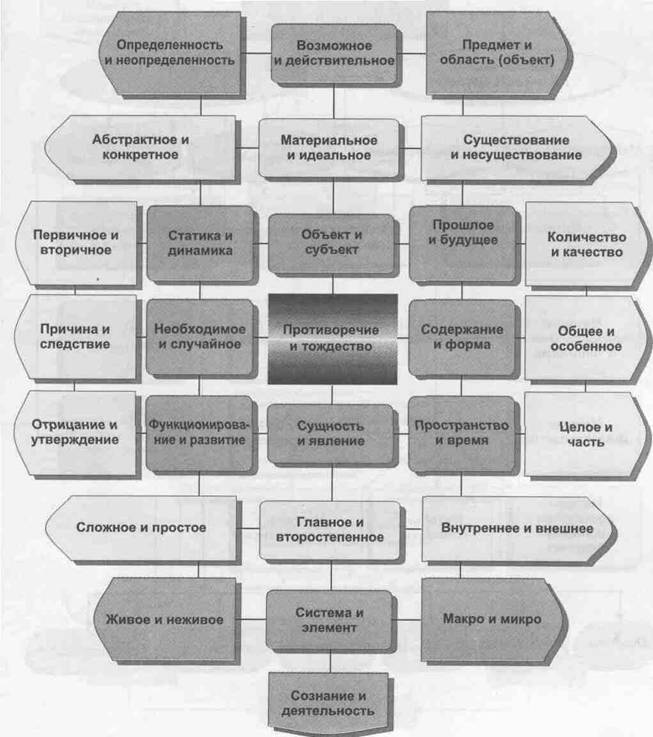 Определенность
и неопределенность
Возможное
и действительное
Предмет и
область (объект)
Абстрактное и
конкретное
Материальное
и идеальное
Существование
и несуществование
Первичное и
вторичное
Статика и
динамика
Объект и
субъект
Прошлое
и будущее
Количество
и качество
Причина и
следствие
Необходимое
и случайное
Противоречие
и тождество
Содержание
и форма
Общее и
особенное
Отрицание и
утверждение
Функционирова-
ние и развитие
Сущность
и явление
Пространство
и время
Целое и
часть
Сложное и простое
Главное и
второстепенное
Внутреннее и внешнее
Живое и неживое
Система и
элемент
Макро и микро
Сознание и
деятельность